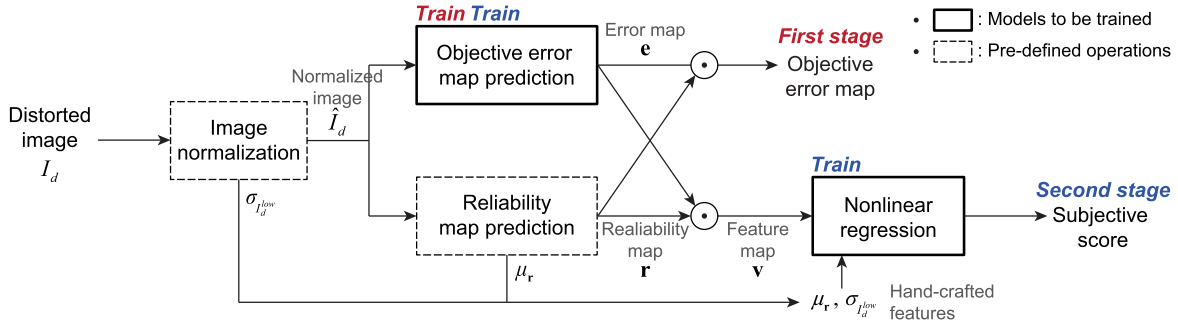 Train Train
Objective error
map prediction
Error map
e
First stage
Objective
error map
: Models to be trained
: Pre-defined operations
Distorted
image
I_d
Image
normalization
Normalized
image
Î_d
σ_{I_d^{low}}
Reliability
map prediction
μ_r
Realiability
map
r
Feature
map
v
Train
Nonlinear
regression
Second stage
Subjective
score
μ_r , σ_{I_d^{low}}
Hand-crafted
features